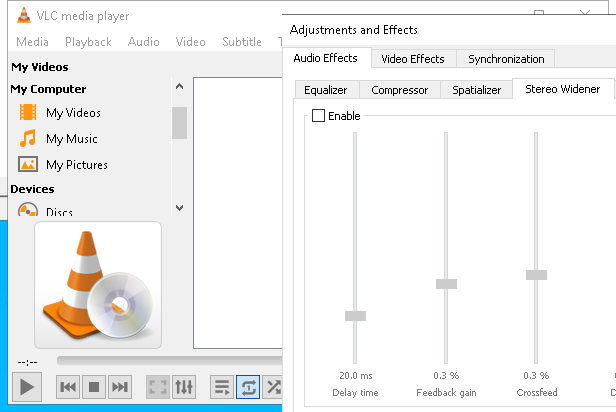 VLC media player
Media Playback Audio Video Subtitle T
My Videos
My Computer
My Videos
My Music
My Pictures
Devices
Discs
--:--
Adjustments and Effects
Audio Effects Video Effects Synchronization
Equalizer Compressor Spatializer Stereo Widener
Enable
20.0 ms 0.3 % 0.3 %
Delay time Feedback gain Crossfeed D